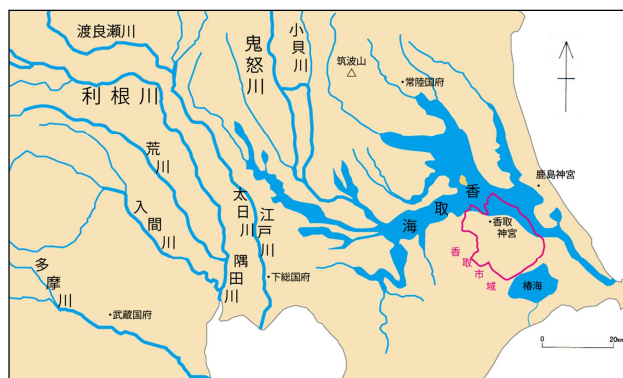 渡良瀬川
利根川
荒川
入間川
多摩川
・武蔵国府
鬼怒川
小貝川
筑波山
△
・常陸国府
太日川
江戸川
隅田川
・下総国府
香取海
・鹿島神宮
・香取神宮
香取市域
椿海
0 20km